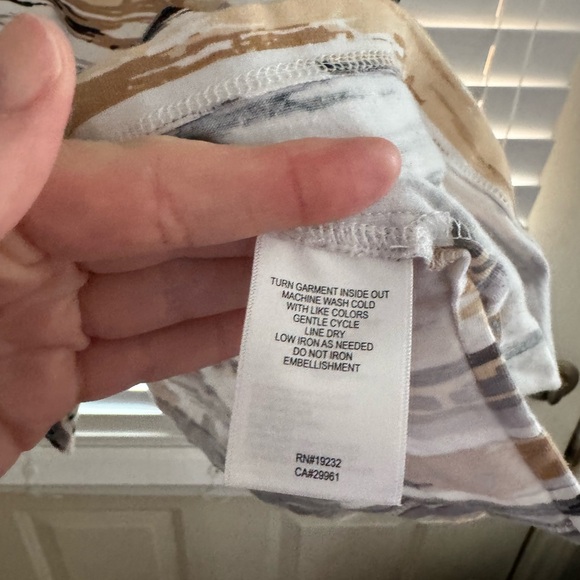 TURN GARMENT INSIDE OUT
MACHINE WASH COLD
WITH LIKE COLORS
GENTLE CYCLE
LINE DRY
LOW IRON AS NEEDED
DO NOT IRON
EMBELLISHMENT
RN#19232
CA#29961